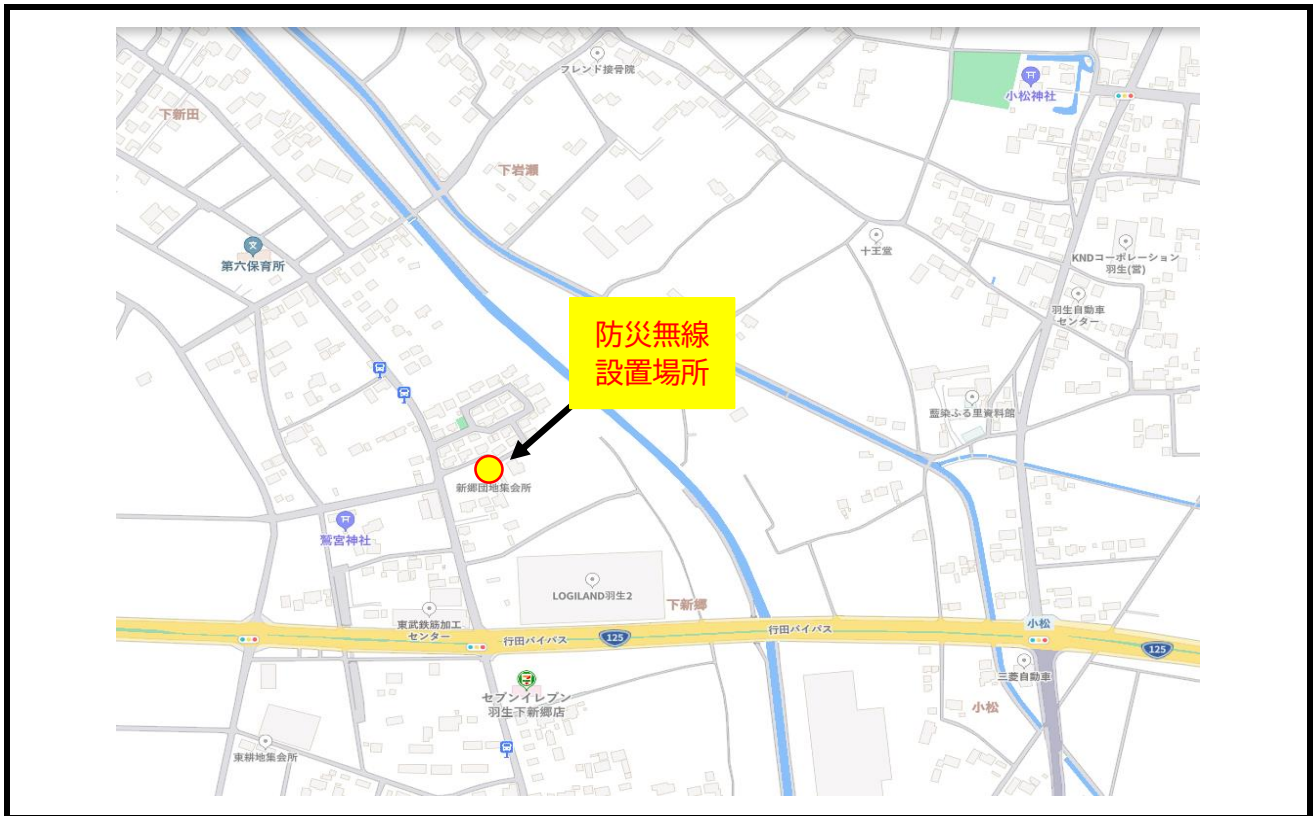 フレンド接骨院
小松神社
下新田
下岩瀬
十王堂
第六保育所
KNDコーポレーション
羽生(営)
羽生自動車
センター
防災無線
設置場所
藍染ふる里資料館
新郷団地集会所
鷲宮神社
LOGILAND羽生2
下新郷
東武鉄筋加工
センター
行田バイパス
125
行田バイパス
小松
125
三菱自動車
セブンイレブン
羽生下新郷店
小松
東耕地集会所